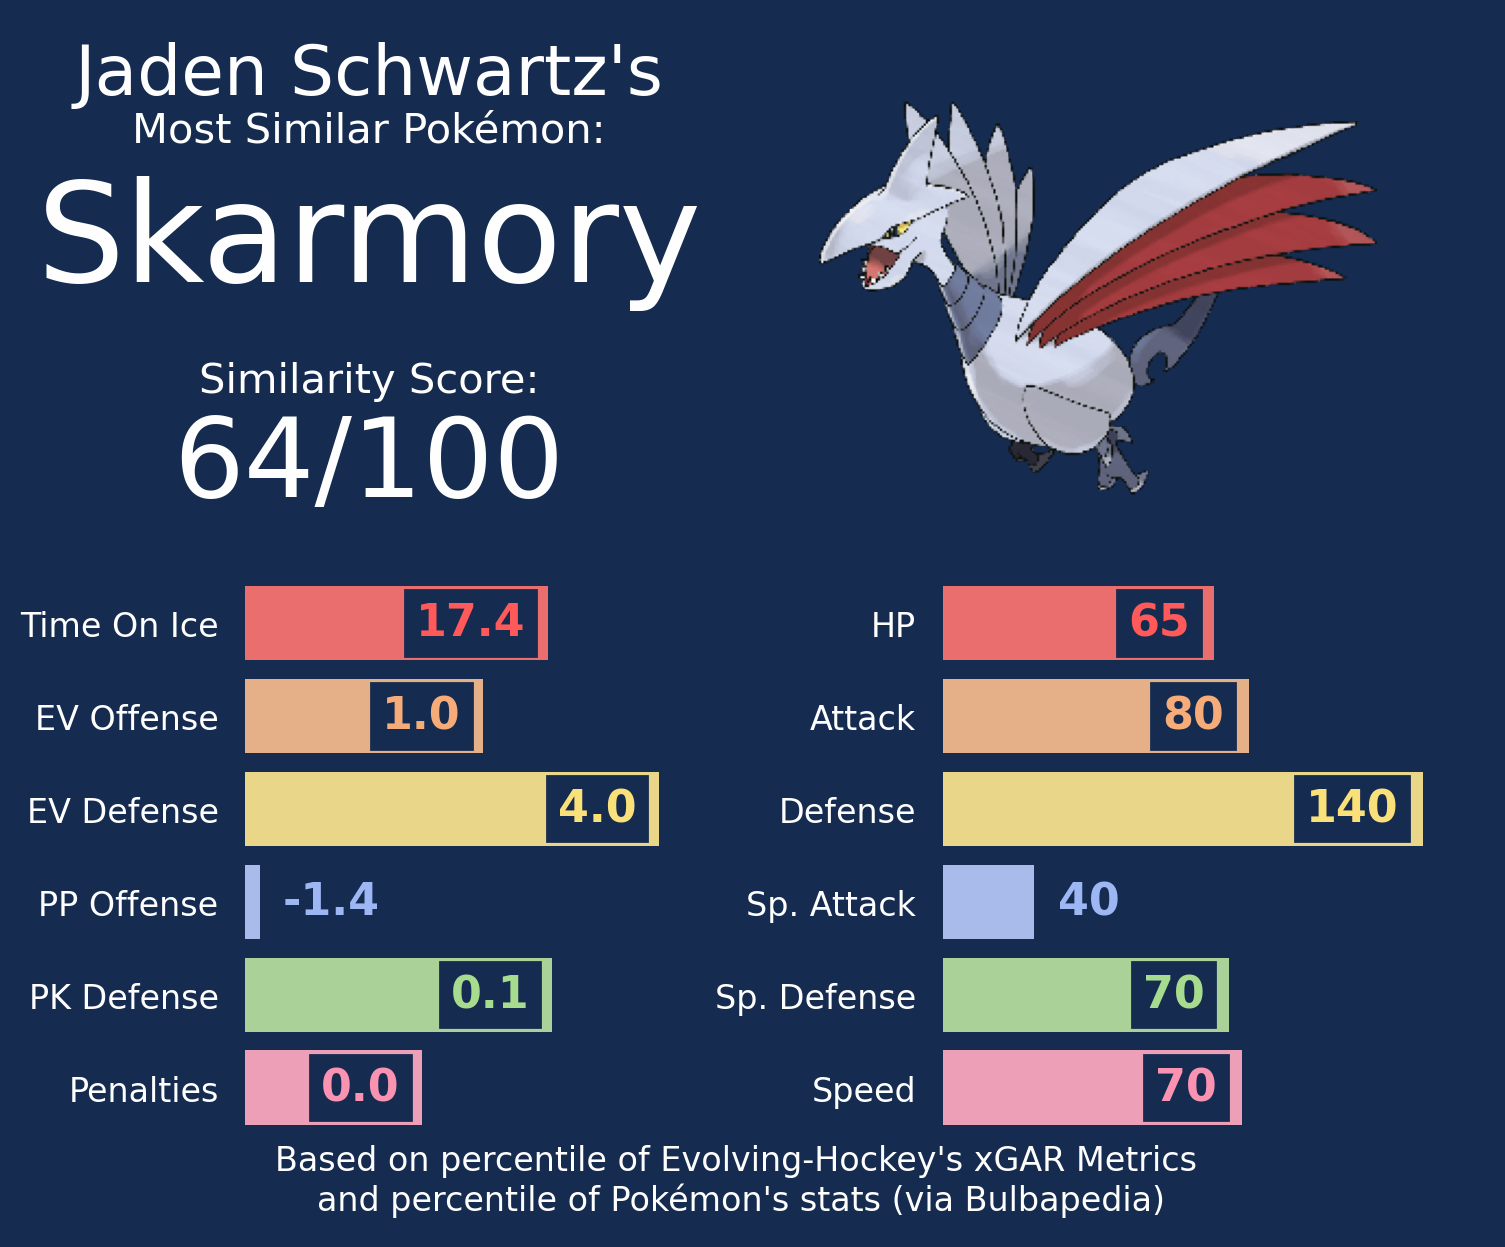 Jaden Schwartz's
Most Similar Pokémon:
Skarmory
Similarity Score:
64/100
Time On Ice 17.4
EV Offense 1.0
EV Defense 4.0
PP Offense -1.4
PK Defense 0.1
Penalties 0.0
HP 65
Attack 80
Defense 140
Sp. Attack 40
Sp. Defense 70
Speed 70
Based on percentile of Evolving-Hockey's xGAR Metrics
and percentile of Pokémon's stats (via Bulbapedia)